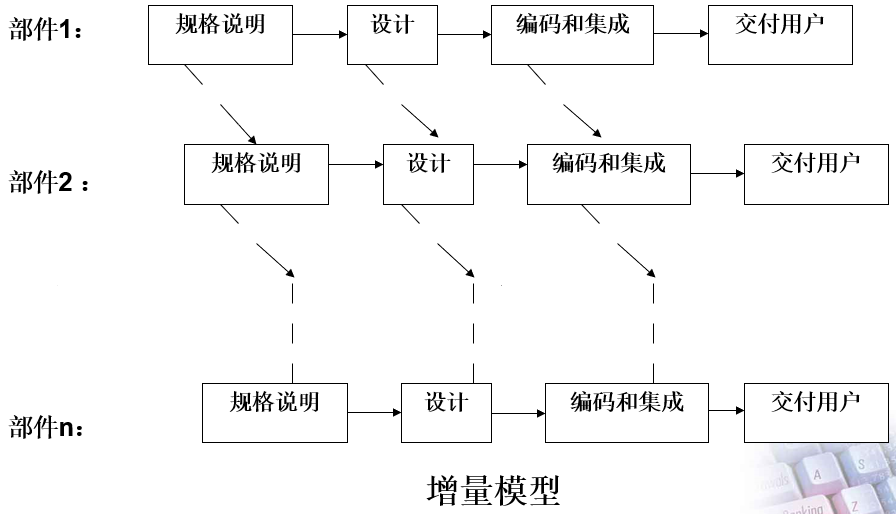 部件1： 规格说明 设计 编码和集成 交付用户
部件2： 规格说明 设计 编码和集成 交付用户
部件n： 规格说明 设计 编码和集成 交付用户
增量模型
A S
Z